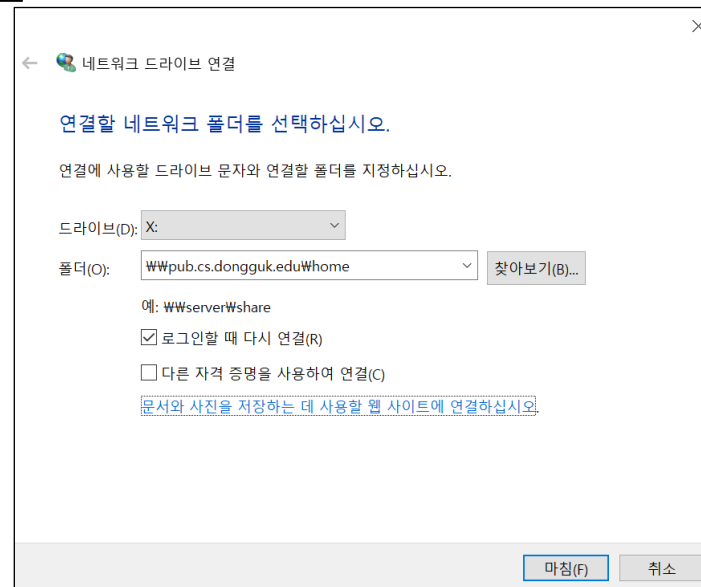 네트워크 드라이브 연결
연결할 네트워크 폴더를 선택하십시오.
연결에 사용할 드라이브 문자와 연결할 폴더를 지정하십시오.
드라이브(D): X:
폴더(O): ₩₩pub.cs.dongguk.edu₩home 찾아보기(B)...
예: ₩₩server₩share
로그인할 때 다시 연결(R)
다른 자격 증명을 사용하여 연결(C)
문서와 사진을 저장하는 데 사용할 웹 사이트에 연결하십시오.
마침(F) 취소